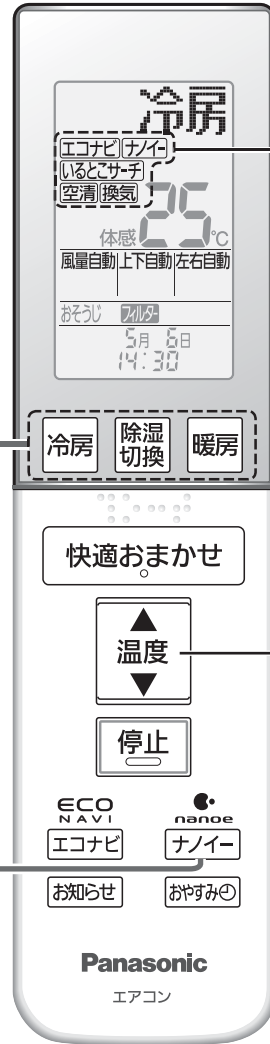 冷房
エコナビ ナノイー
いるとこサーチ
空清 換気
体感 25℃
風量自動 上下自動 左右自動
おそうじ フィルター
5月 6日
14:30
冷房 除湿切換 暖房
快適おまかせ
温度
停止
ECO NAVI nanoe
エコナビ ナノイー
お知らせ おやすみ
Panasonic
エアコン